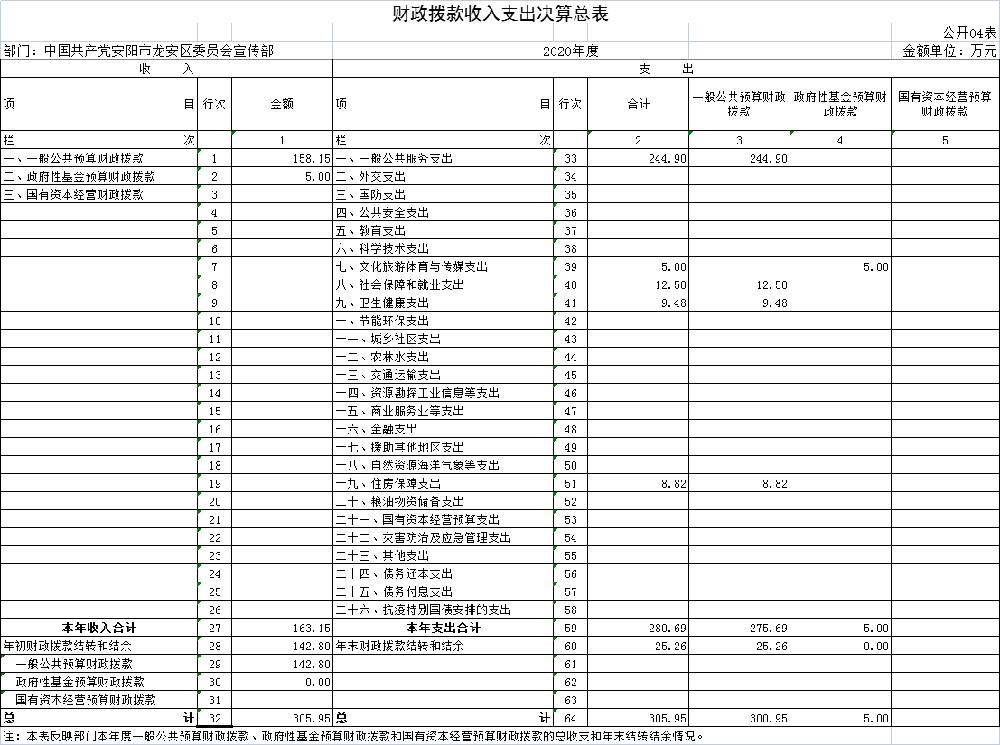 财政拨款收入支出决算总表
公开04表
部门：中国共产党安阳市龙安区委员会宣传部 2020年度 金额单位：万元
收 入 支 出
项 目 行次 金额 项 目 行次 合计 一般公共预算财政拨款 政府性基金预算财政拨款 国有资本经营预算财政拨款
栏 次 1 栏 次 2 3 4 5
一、一般公共预算财政拨款 1 158.15 一、一般公共服务支出 33 244.90 244.90
二、政府性基金预算财政拨款 2 5.00 二、外交支出 34
三、国有资本经营财政拨款 3 三、国防支出 35
4 四、公共安全支出 36
5 五、教育支出 37
6 六、科学技术支出 38
7 七、文化旅游体育与传媒支出 39 5.00 5.00
8 八、社会保障和就业支出 40 12.50 12.50
9 九、卫生健康支出 41 9.48 9.48
10 十、节能环保支出 42
11 十一、城乡社区支出 43
12 十二、农林水支出 44
13 十三、交通运输支出 45
14 十四、资源勘探工业信息等支出 46
15 十五、商业服务业等支出 47
16 十六、金融支出 48
17 十七、援助其他地区支出 49
18 十八、自然资源海洋气象等支出 50
19 十九、住房保障支出 51 8.82 8.82
20 二十、粮油物资储备支出 52
21 二十一、国有资本经营预算支出 53
22 二十二、灾害防治及应急管理支出 54
23 二十三、其他支出 55
24 二十四、债务还本支出 56
25 二十五、债务付息支出 57
26 二十六、抗疫特别国债安排的支出 58
本年收入合计 27 163.15 本年支出合计 59 280.69 275.69 5.00
年初财政拨款结转和结余 28 142.80 年末财政拨款结转和结余 60 25.26 25.26 0.00
一般公共预算财政拨款 29 142.80 61
政府性基金预算财政拨款 30 0.00 62
国有资本经营预算财政拨款 31 63
总 计 32 305.95 总 计 64 305.95 300.95 5.00
注：本表反映部门本年度一般公共预算财政拨款、政府性基金预算财政拨款和国有资本经营预算财政拨款的总收支和年末结转结余情况。